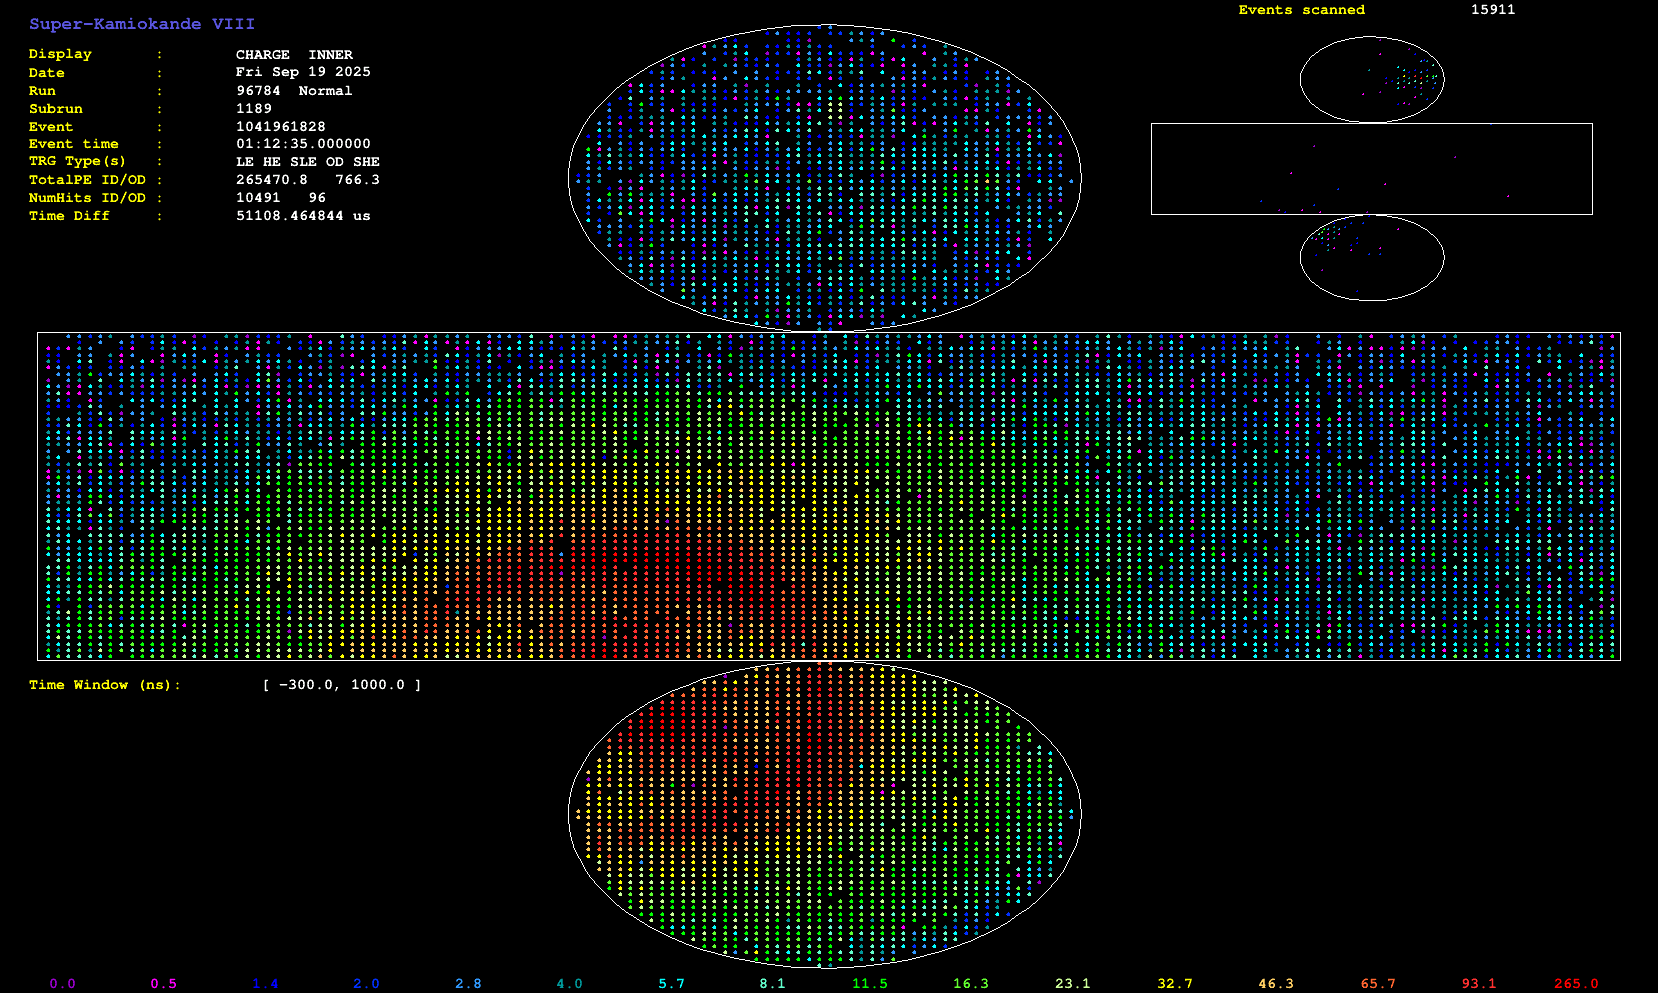 Super-Kamiokande VIII
Events scanned 15911
Display : CHARGE INNER
Date : Fri Sep 19 2025
Run : 96784 Normal
Subrun : 1189
Event : 1041961828
Event time : 01:12:35.000000
TRG Type(s) : LE HE SLE OD SHE
TotalPE ID/OD : 265470.8 766.3
NumHits ID/OD : 10491 96
Time Diff : 51108.464844 us
Time Window (ns): [ -300.0, 1000.0 ]
0.0 0.5 1.4 2.0 2.8 4.0 5.7 8.1 11.5 16.3 23.1 32.7 46.3 65.7 93.1 265.0